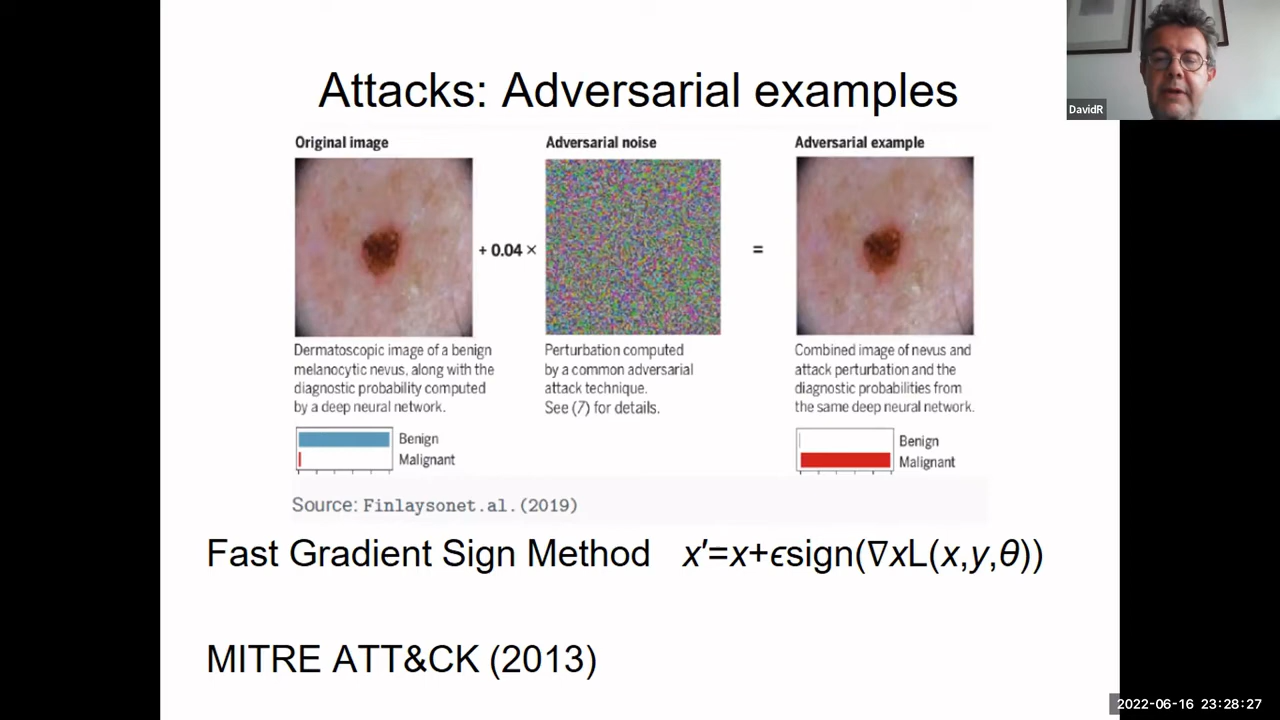 Attacks: Adversarial examples
DavidR
Original image
Adversarial noise
Adversarial example
+ 0.04 ×
=
Dermatoscopic image of a benign
melanocytic nevus, along with the
diagnostic probability computed
by a deep neural network.
Perturbation computed
by a common adversarial
attack technique.
See (7) for details.
Combined image of nevus and
attack perturbation and the
diagnostic probabilities from
the same deep neural network.
Benign
Malignant
Benign
Malignant
Source: Finlaysonet.al.(2019)
Fast Gradient Sign Method x′=x+ϵsign(∇xL(x,y,θ))
MITRE ATT&CK (2013)
2022-06-16 23:28:27